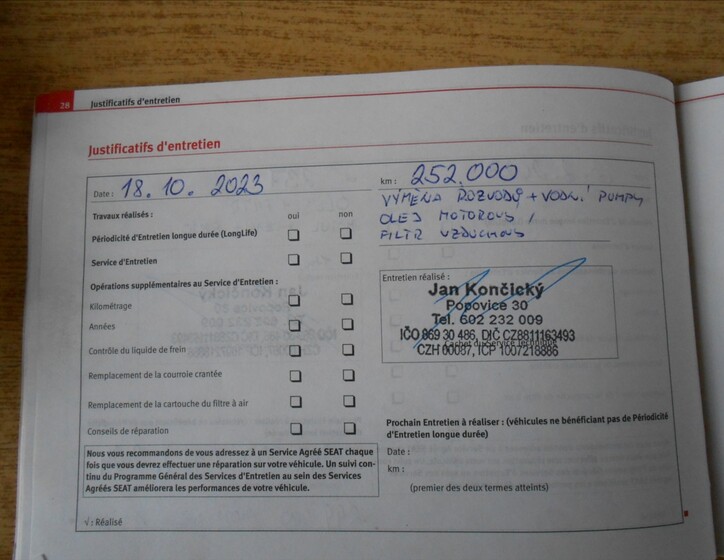 28
Justificatifs d'entretien
Justificatifs d'entretien
Date : 18. 10. 2023
km : 252.000
VÝMĚNA ROZVODŮ + VODNÍ PUMPY
OLEJ MOTOROVÝ,
FILTR VZDUCHOVÝ
Travaux réalisés : oui non
Périodicité d'Entretien longue durée (LongLife)
Service d'Entretien
Opérations supplémentaires au Service d'Entretien :
Kilométrage
Années
Contrôle du liquide de frein
Remplacement de la courroie crantée
Remplacement de la cartouche du filtre à air
Conseils de réparation
Entretien réalisé :
Jan Končický
Popovice 30
Tel. 602 232 009
IČO 869 30 486, DIČ CZ8811163493
Cachet du Service technique
CZH 00087, ICP 1007218886
Nous vous recommandons de vous adressez à un Service Agréé SEAT chaque
fois que vous devrez effectuer une réparation sur votre véhicule. Un suivi con-
tinu du Programme Général des Services d'Entretien au sein des Services
Agréés SEAT améliorera les performances de votre véhicule.
Prochain Entretien à réaliser : (véhicules ne bénéficiant pas de Périodicité
d'Entretien longue durée)
Date :
km :
(premier des deux termes atteints)
√ : Réalisé